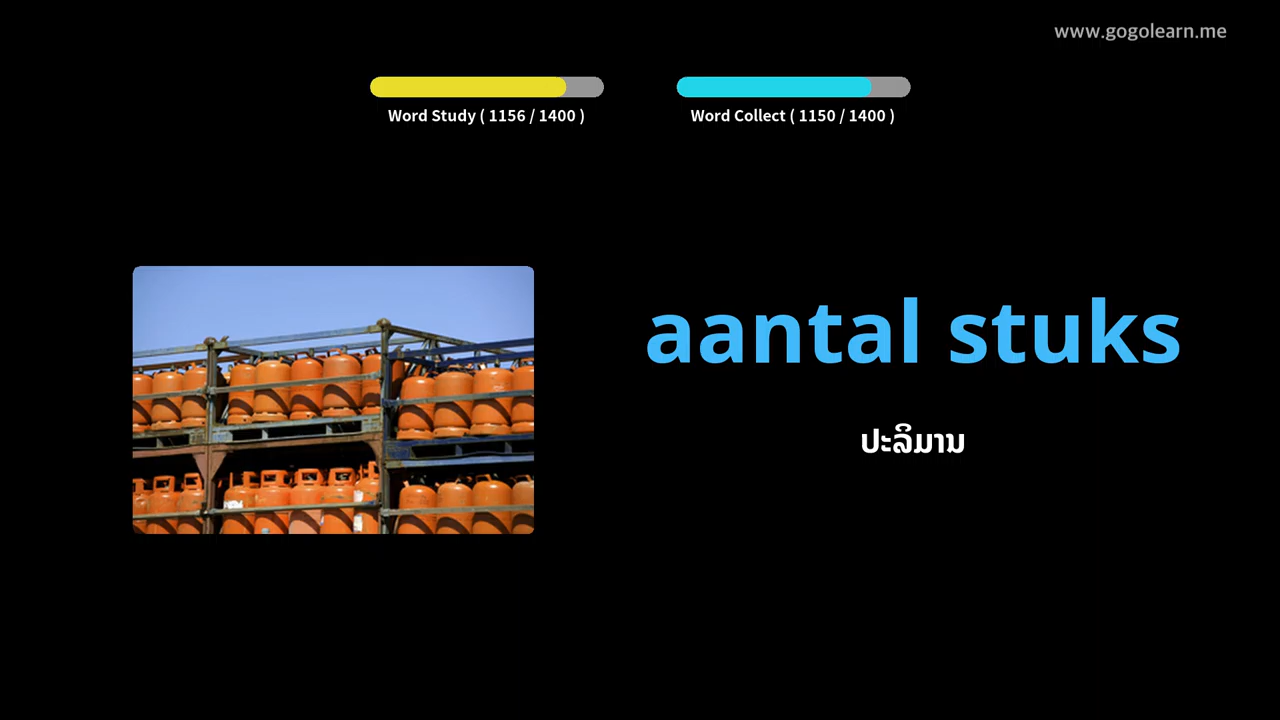 www.gogolearn.me
Word Study ( 1156 / 1400 )
Word Collect ( 1150 / 1400 )
aantal stuks
ປະລິມານ